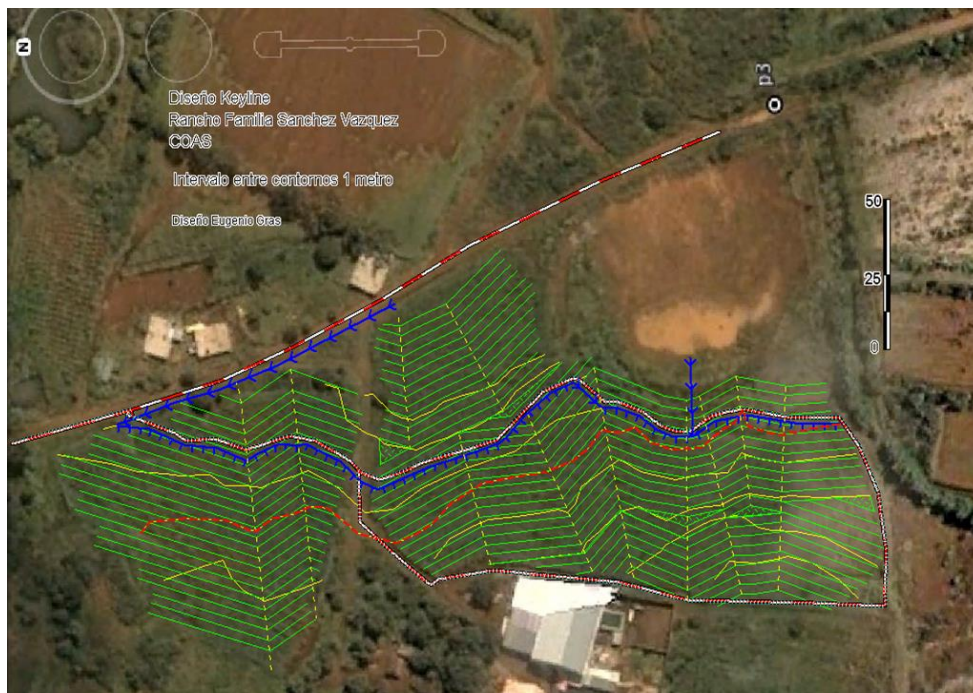 N
Diseño Keyline
Rancho Familia Sanchez Vazquez
COAS
Intervalo entre contornos 1 metro
Diseño Eugenio Gras
p3
50
25
0